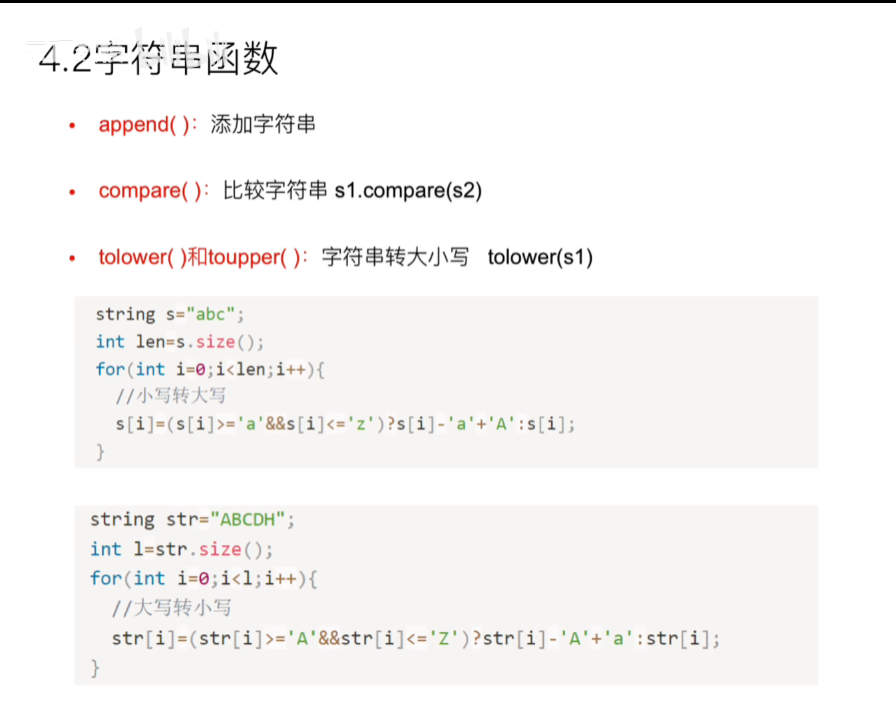 4.2字符串函数
• append( ): 添加字符串
• compare( ): 比较字符串 s1.compare(s2)
• tolower( )和toupper( ): 字符串转大小写 tolower(s1)
string s="abc";
int len=s.size();
for(int i=0;i<len;i++){
//小写转大写
s[i]=(s[i]>='a'&&s[i]<='z')?s[i]-'a'+'A':s[i];
}
string str="ABCDH";
int l=str.size();
for(int i=0;i<l;i++){
//大写转小写
str[i]=(str[i]>='A'&&str[i]<='Z')?str[i]-'A'+'a':str[i];
}